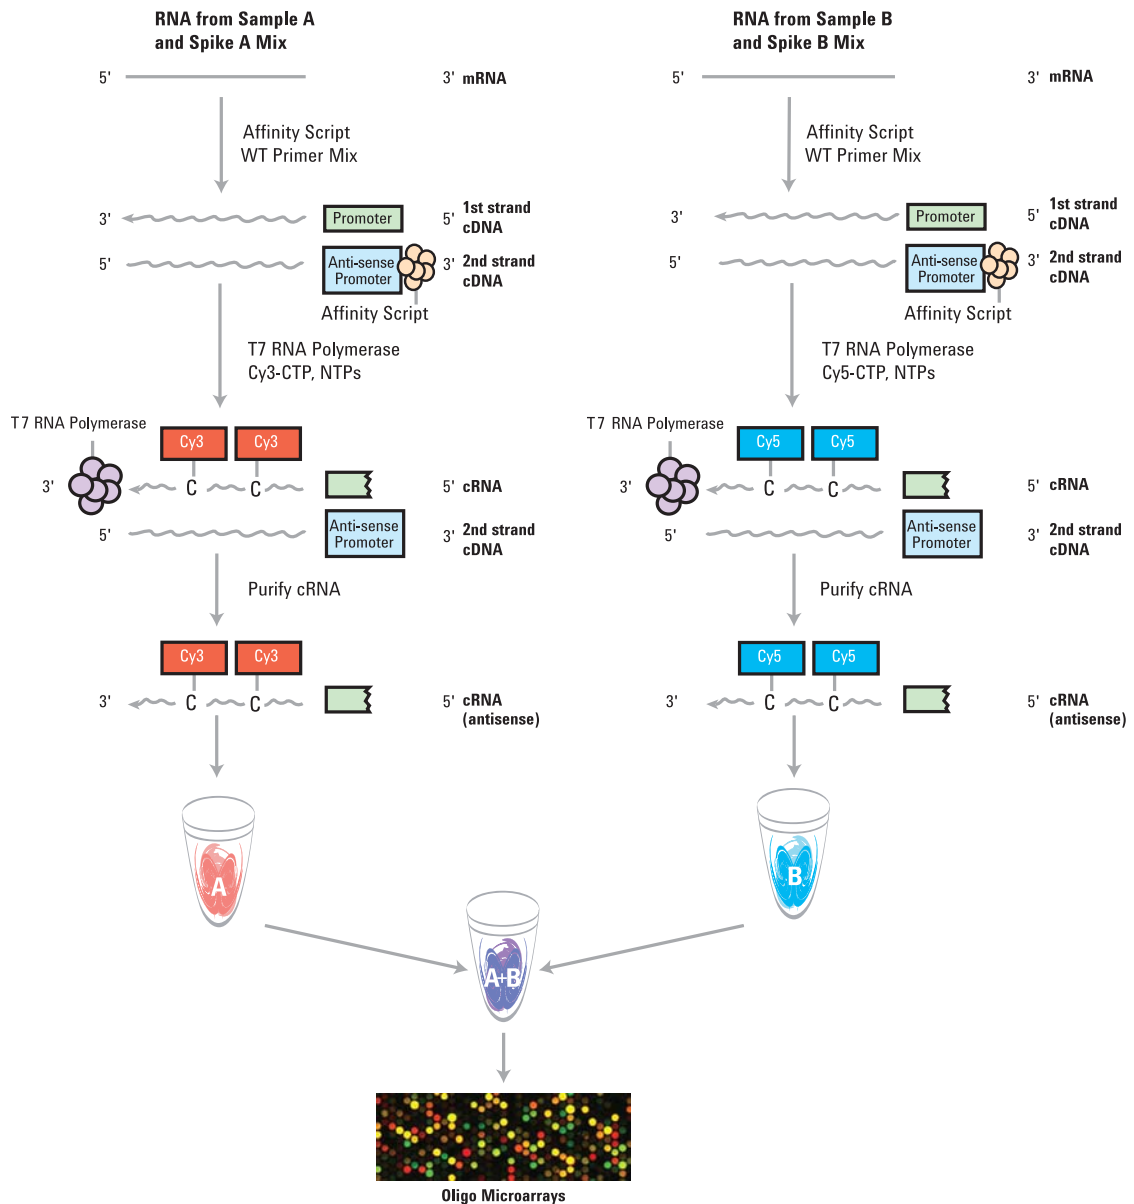 RNA from Sample A
and Spike A Mix
5'
3' mRNA
Affinity Script
WT Primer Mix
3'
Promoter
5'
1st strand
cDNA
5'
Anti-sense
Promoter
3'
2nd strand
cDNA
Affinity Script
T7 RNA Polymerase
Cy3-CTP, NTPs
T7 RNA Polymerase
Cy3
Cy3
3'
C
C
5' cRNA
5'
Anti-sense
Promoter
3'
2nd strand
cDNA
Purify cRNA
Cy3
Cy3
3'
C
C
5' cRNA
(antisense)
A
RNA from Sample B
and Spike B Mix
5'
3' mRNA
Affinity Script
WT Primer Mix
3'
Promoter
5'
1st strand
cDNA
5'
Anti-sense
Promoter
3'
2nd strand
cDNA
Affinity Script
T7 RNA Polymerase
Cy5-CTP, NTPs
T7 RNA Polymerase
Cy5
Cy5
3'
C
C
5' cRNA
5'
Anti-sense
Promoter
3'
2nd strand
cDNA
Purify cRNA
Cy5
Cy5
3'
C
C
5' cRNA
(antisense)
B
A+B
Oligo Microarrays